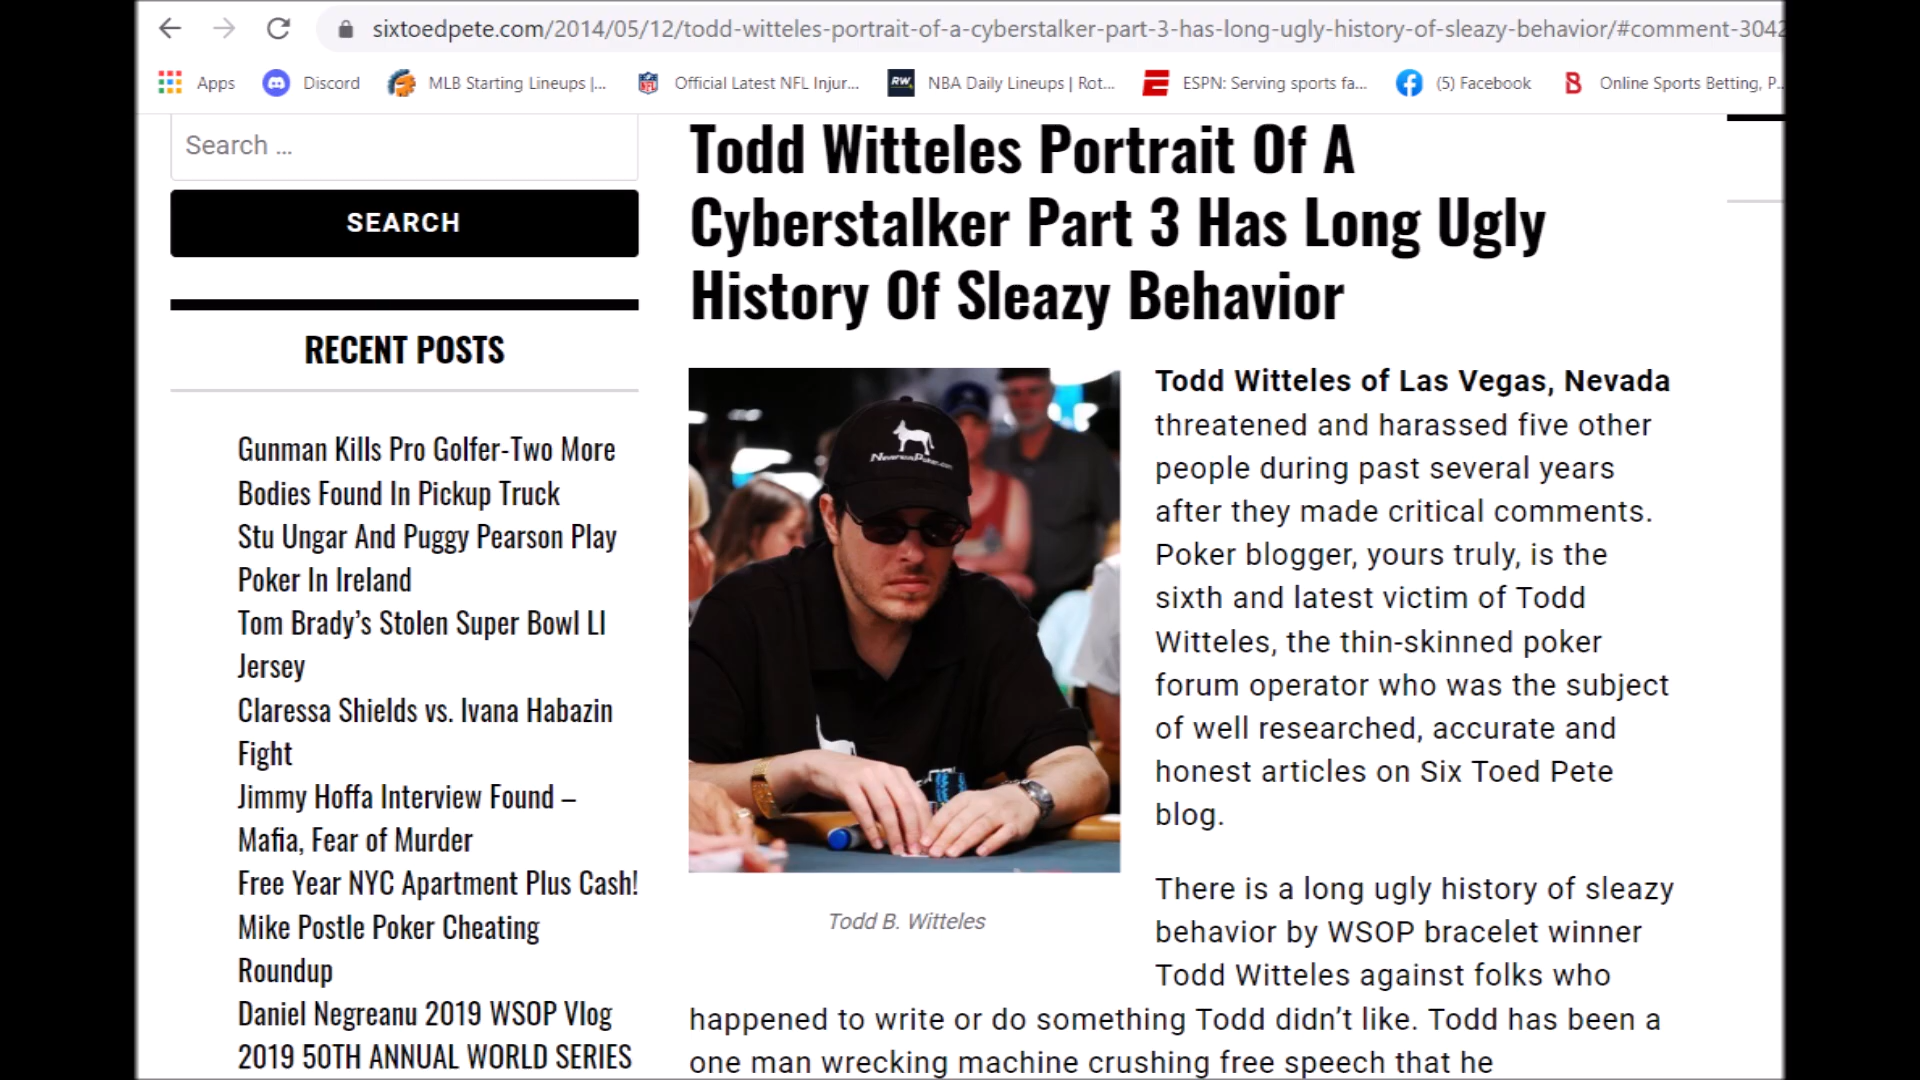 sixtoedpete.com/2014/05/12/todd-witteles-portrait-of-a-cyberstalker-part-3-has-long-ugly-history-of-sleazy-behavior/#comment-3042
Apps Discord MLB Starting Lineups |... Official Latest NFL Injur... NBA Daily Lineups | Rot... ESPN: Serving sports fa... (5) Facebook Online Sports Betting, P...
Search ...
SEARCH
RECENT POSTS
Gunman Kills Pro Golfer-Two More
Bodies Found In Pickup Truck
Stu Ungar And Puggy Pearson Play
Poker In Ireland
Tom Brady's Stolen Super Bowl LI
Jersey
Claressa Shields vs. Ivana Habazin
Fight
Jimmy Hoffa Interview Found –
Mafia, Fear of Murder
Free Year NYC Apartment Plus Cash!
Mike Postle Poker Cheating
Roundup
Daniel Negreanu 2019 WSOP Vlog
2019 50TH ANNUAL WORLD SERIES
Todd Witteles Portrait Of A
Cyberstalker Part 3 Has Long Ugly
History Of Sleazy Behavior
NeverwinPoker.com
Todd B. Witteles
Todd Witteles of Las Vegas, Nevada
threatened and harassed five other
people during past several years
after they made critical comments.
Poker blogger, yours truly, is the
sixth and latest victim of Todd
Witteles, the thin-skinned poker
forum operator who was the subject
of well researched, accurate and
honest articles on Six Toed Pete
blog.
There is a long ugly history of sleazy
behavior by WSOP bracelet winner
Todd Witteles against folks who
happened to write or do something Todd didn't like. Todd has been a
one man wrecking machine crushing free speech that he